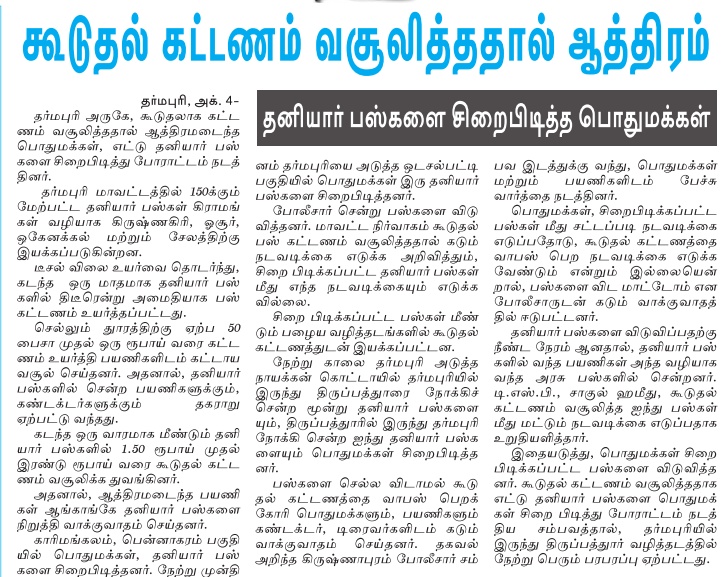 கூடுதல் கட்டணம் வசூலித்ததால் ஆத்திரம்
தனியார் பஸ்களை சிறைபிடித்த பொதுமக்கள்
தர்மபுரி, அக். 4-
தர்மபுரி அருகே, கூடுதலாக கட்ட
ணம் வசூலித்ததால் ஆத்திரமடைந்த
பொதுமக்கள், எட்டு தனியார் பஸ்
களை சிறைபிடித்து போராட்டம் நடத்
தினர்.
தர்மபுரி மாவட்டத்தில் 150க்கும்
மேற்பட்ட தனியார் பஸ்கள் கிராமங்
கள் வழியாக கிருஷ்ணகிரி, ஓசூர்,
ஒகேனக்கல் மற்றும் சேலத்திற்கு
இயக்கப்படுகின்றன.
டீசல் விலை உயர்வை தொடர்ந்து,
கடந்த ஒரு மாதமாக தனியார் பஸ்
களில் திடீரென்று அமைதியாக பஸ்
கட்டணம் உயர்த்தப்பட்டது.
செல்லும் தூரத்திற்கு ஏற்ப 50
பைசா முதல் ஒரு ரூபாய் வரை கட்ட
ணம் உயர்த்தி பயணிகளிடம் கட்டாய
வசூல் செய்தனர். அதனால், தனியார்
பஸ்களில் சென்ற பயணிகளுக்கும்,
கண்டக்டர்களுக்கும் தகராறு
ஏற்பட்டு வந்தது.
கடந்த ஒரு வாரமாக மீண்டும் தனி
யார் பஸ்களில் 1.50 ரூபாய் முதல்
இரண்டு ரூபாய் வரை கூடுதல் கட்ட
ணம் வசூலிக்க துவங்கினர்.
அதனால், ஆத்திரமடைந்த பயணி
கள் ஆங்காங்கே தனியார் பஸ்களை
நிறுத்தி வாக்குவாதம் செய்தனர்.
காரிமங்கலம், பென்னாகரம் பகுதி
யில் பொதுமக்கள், தனியார் பஸ்
களை சிறைபிடித்தனர். நேற்று முன்தி
னம் தர்மபுரியை அடுத்த ஒடசல்பட்டி
பகுதியில் பொதுமக்கள் இரு தனியார்
பஸ்களை சிறைபிடித்தனர்.
போலீசார் சென்று பஸ்களை விடு
வித்தனர். மாவட்ட நிர்வாகம் கூடுதல்
பஸ் கட்டணம் வசூலித்தால் கடும்
நடவடிக்கை எடுக்க அறிவித்தும்,
சிறை பிடிக்கப்பட்ட தனியார் பஸ்கள்
மீது எந்த நடவடிக்கையும் எடுக்க
வில்லை.
சிறை பிடிக்கப்பட்ட பஸ்கள் மீண்
டும் பழைய வழித்தடங்களில் கூடுதல்
கட்டணத்துடன் இயக்கப்பட்டன.
நேற்று காலை தர்மபுரி அடுத்த
நாயக்கன் கொட்டாயில் தர்மபுரியில்
இருந்து திருப்பத்தூரை நோக்கிச்
சென்ற மூன்று தனியார் பஸ்களை
யும், திருப்பத்தூரில் இருந்து தர்மபுரி
நோக்கி சென்ற ஐந்து தனியார் பஸ்க
ளையும் பொதுமக்கள் சிறைபிடித்த
னர்.
பஸ்களை செல்ல விடாமல் கூடு
தல் கட்டணத்தை வாபஸ் பெறக்
கோரி பொதுமக்களும், பயணிகளும்
கண்டக்டர், டிரைவர்களிடம் கடும்
வாக்குவாதம் செய்தனர். தகவல்
அறிந்த கிருஷ்ணாபுரம் போலீசார் சம்
பவ இடத்துக்கு வந்து, பொதுமக்கள்
மற்றும் பயணிகளிடம் பேச்சு
வார்த்தை நடத்தினர்.
பொதுமக்கள், சிறைபிடிக்கப்பட்ட
பஸ்கள் மீது சட்டப்படி நடவடிக்கை
எடுப்பதோடு, கூடுதல் கட்டணத்தை
வாபஸ் பெற நடவடிக்கை எடுக்க
வேண்டும் என்றும் இல்லையென்
றால், பஸ்களை விட மாட்டோம் என
போலீசாருடன் கடும் வாக்குவாதத்
தில் ஈடுபட்டனர்.
தனியார் பஸ்களை விடுவிப்பதற்கு
நீண்ட நேரம் ஆனதால், தனியார் பஸ்
களில் வந்த பயணிகள் அந்த வழியாக
வந்த அரசு பஸ்களில் சென்றனர்.
டி.எஸ்.பி., சாகுல் ஹமீது, கூடுதல்
கட்டணம் வசூலித்த ஐந்து பஸ்கள்
மீது மட்டும் நடவடிக்கை எடுப்பதாக
உறுதியளித்தார்.
இதையடுத்து, பொதுமக்கள் சிறை
பிடிக்கப்பட்ட பஸ்களை விடுவித்த
னர். கூடுதல் கட்டணம் வசூலித்ததாக
எட்டு தனியார் பஸ்களை பொதுமக்
கள் சிறை பிடித்து போராட்டம் நடத்
திய சம்பவத்தால், தர்மபுரியில்
இருந்து திருப்பத்தூர் வழித்தடத்தில்
நேற்று பெரும் பரபரப்பு ஏற்பட்டது.